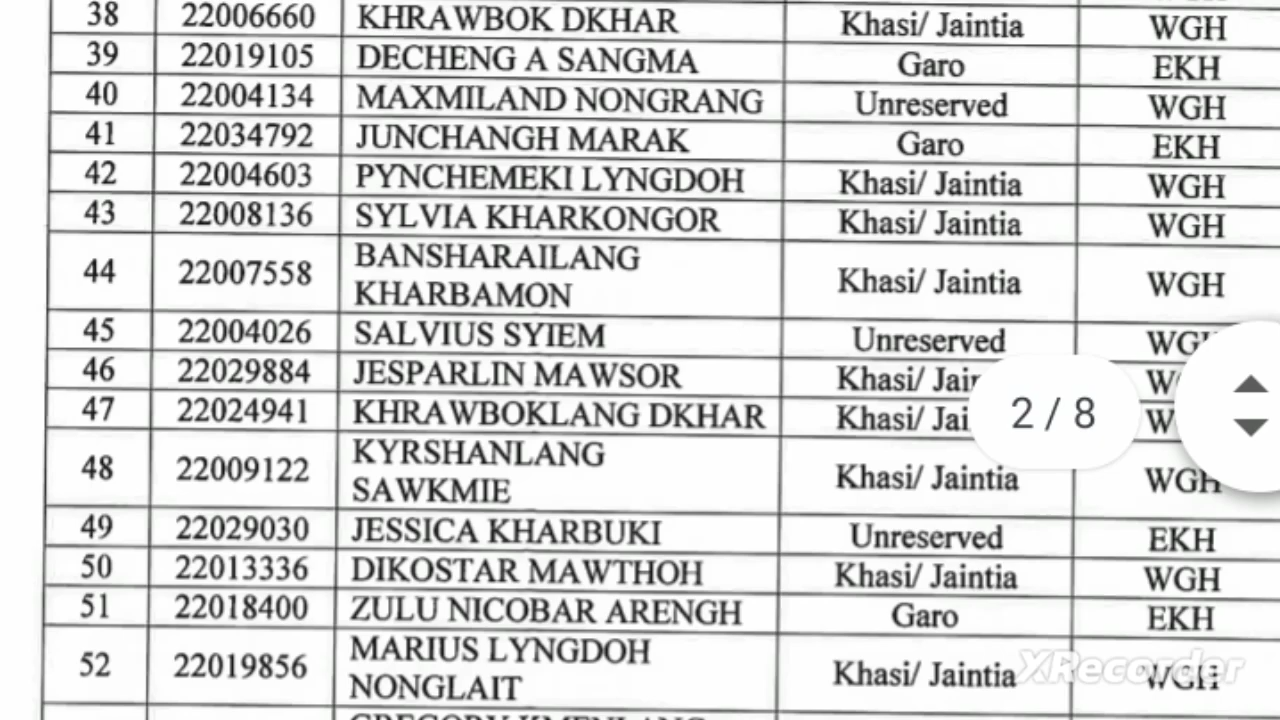 38 22006660 KHRAWBOK DKHAR Khasi/ Jaintia WGH
39 22019105 DECHENG A SANGMA Garo EKH
40 22004134 MAXMILAND NONGRANG Unreserved WGH
41 22034792 JUNCHANGH MARAK Garo EKH
42 22004603 PYNCHEMEKI LYNGDOH Khasi/ Jaintia WGH
43 22008136 SYLVIA KHARKONGOR Khasi/ Jaintia WGH
44 22007558 BANSHARAILANG
KHARBAMON Khasi/ Jaintia WGH
45 22004026 SALVIUS SYIEM Unreserved
46 22029884 JESPARLIN MAWSOR Khasi/
47 22024941 KHRAWBOKLANG DKHAR Khasi/
2 / 8
48 22009122 KYRSHANLANG
SAWKMIE Khasi/ Jaintia WGH
49 22029030 JESSICA KHARBUKI Unreserved EKH
50 22013336 DIKOSTAR MAWTHOH Khasi/ Jaintia WGH
51 22018400 ZULU NICOBAR ARENGH Garo EKH
52 22019856 MARIUS LYNGDOH
NONGLAIT Khasi/ Jaintia WGH
XRecorder